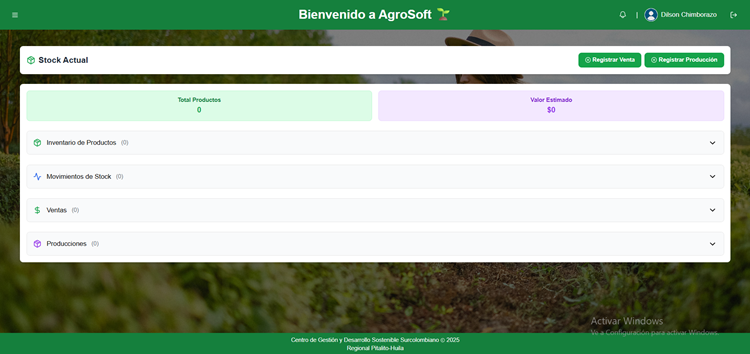 Bienvenido a AgroSoft
| Dilson Chimborazo
Stock Actual
Registrar Venta
Registrar Producción
Total Productos
0
Valor Estimado
$0
Inventario de Productos (0)
Movimientos de Stock (0)
Ventas (0)
Producciones (0)
Activar Windows
Ve a Configuración para activar Windows.
Centro de Gestión y Desarrollo Sostenible Surcolombiano © 2025
Regional Pitalito-Huila